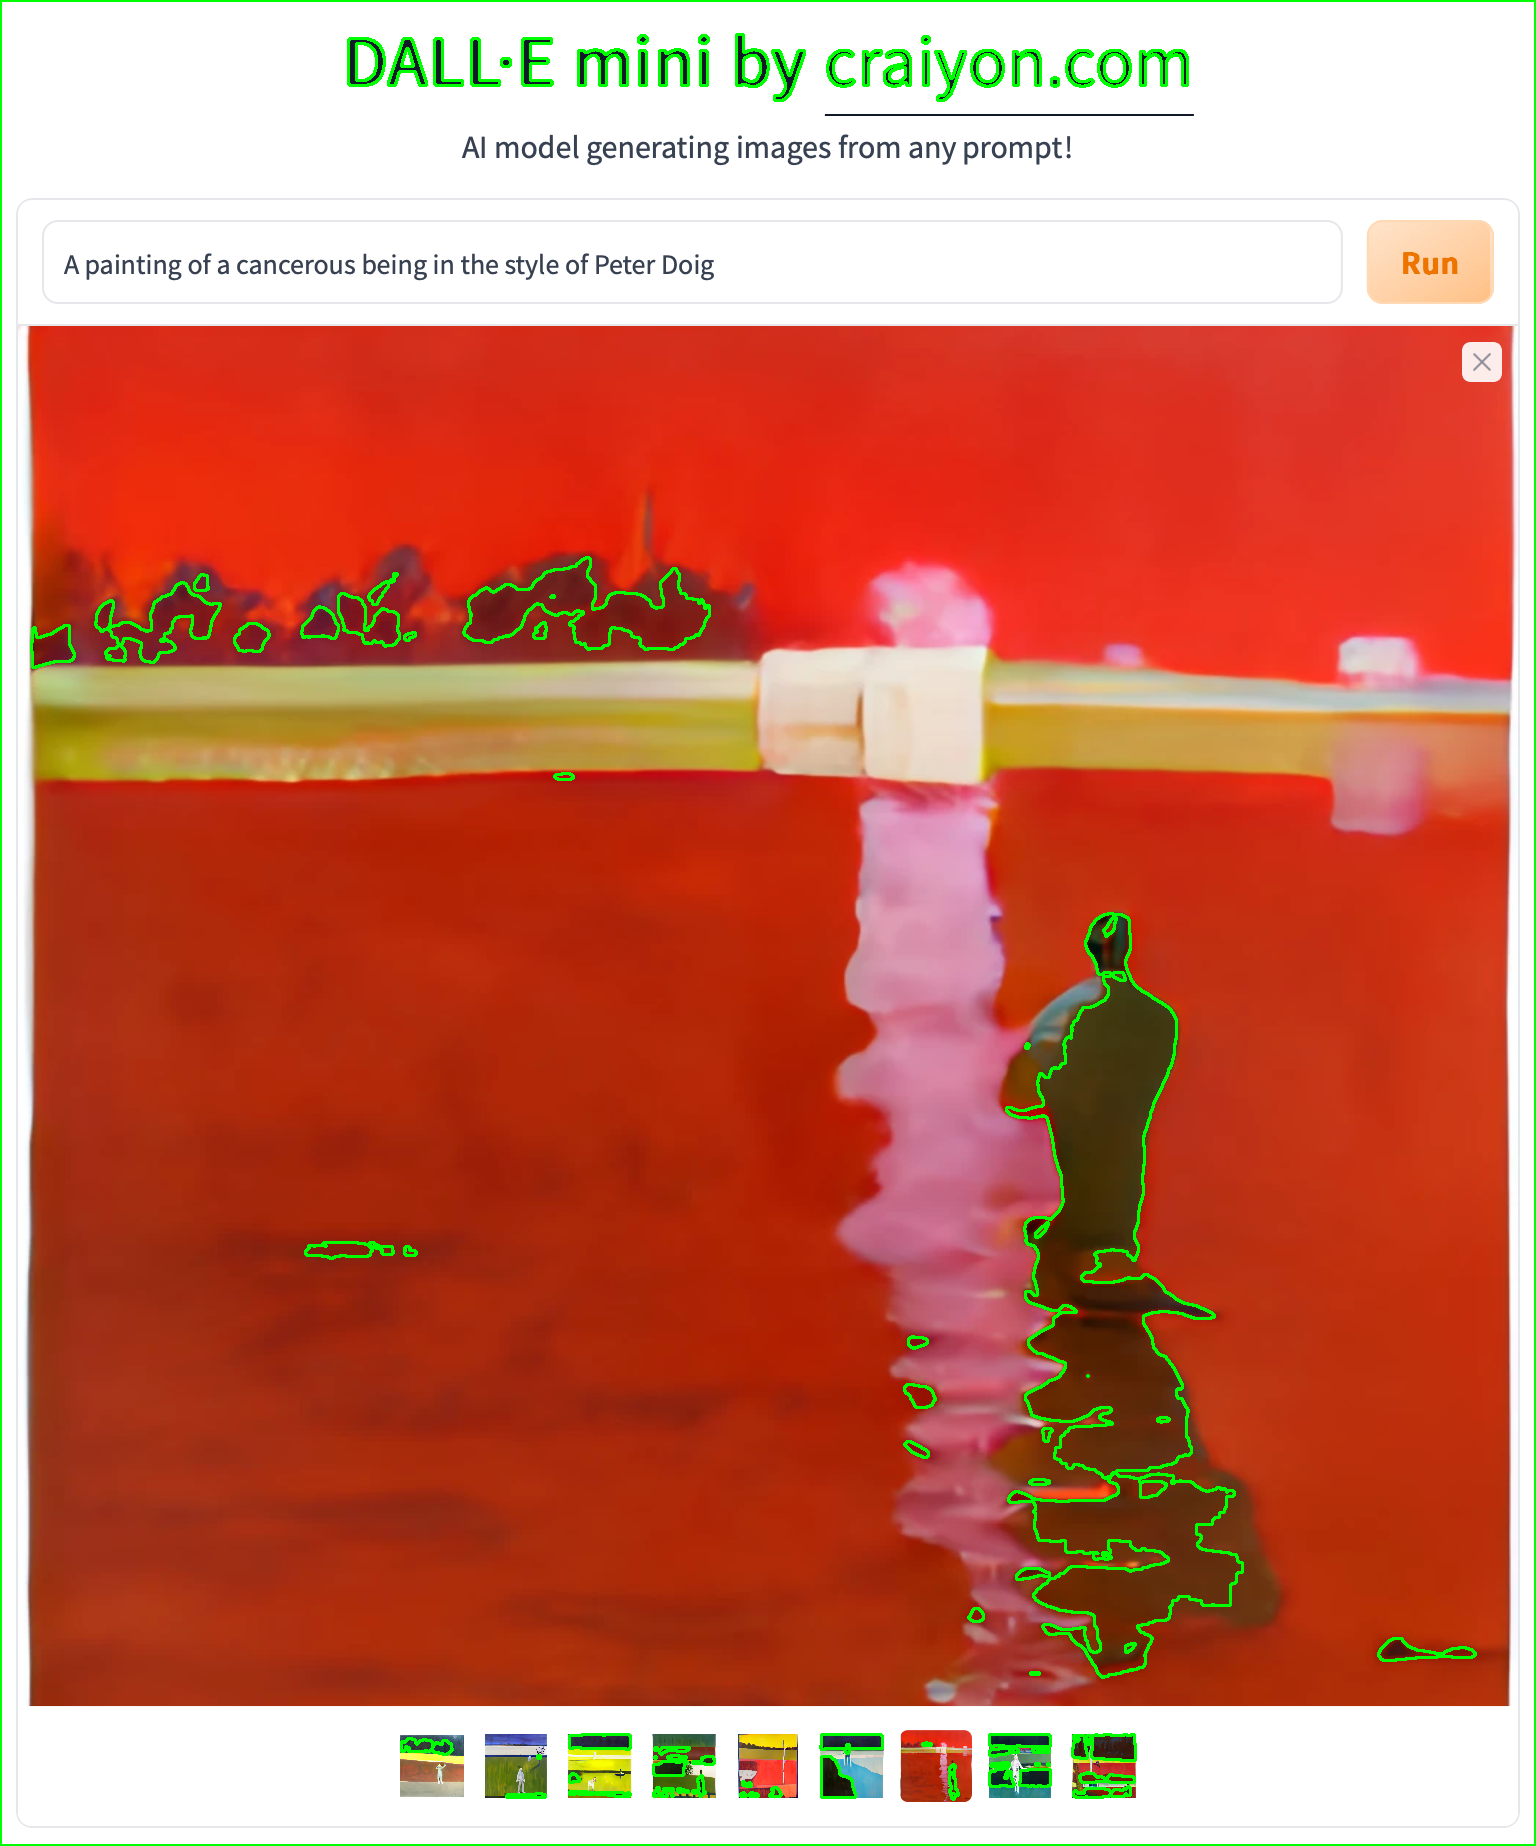 DALL·E mini by craiyon.com
AI model generating images from any prompt!
A painting of a cancerous being in the style of Peter Doig
Run